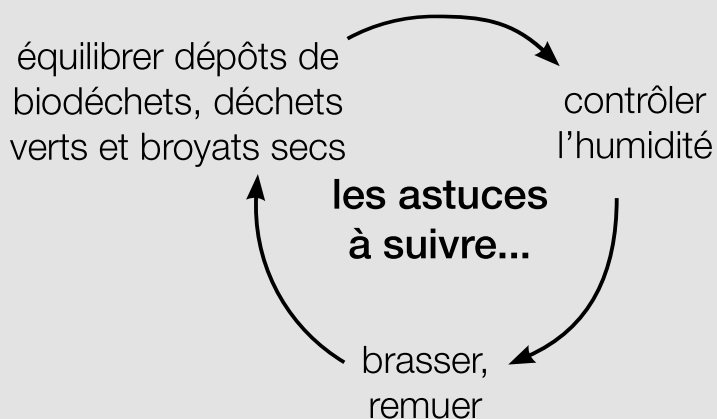 équilibrer dépôts de
biodéchets, déchets
verts et broyats secs
contrôler
l’humidité
les astuces
à suivre...
brasser,
remuer